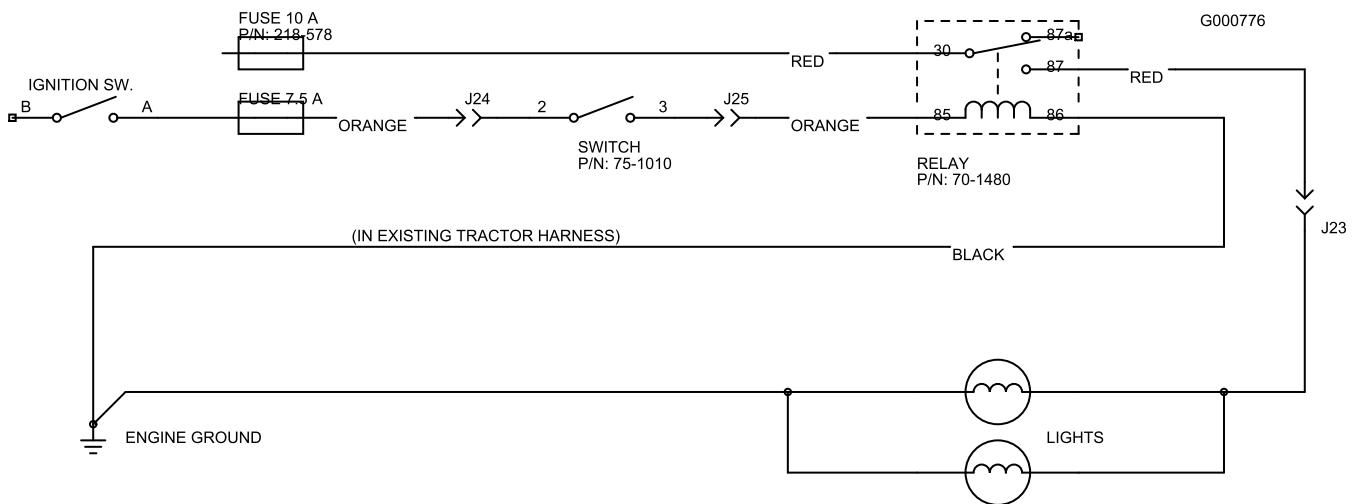 FUSE 10 A
P/N: 218-578
G000776
30
87a
RED
87
RED
IGNITION SW.
B
A
FUSE 7.5 A
ORANGE
J24
2
3
J25
ORANGE
85
86
SWITCH
P/N: 75-1010
RELAY
P/N: 70-1480
J23
(IN EXISTING TRACTOR HARNESS)
BLACK
ENGINE GROUND
LIGHTS